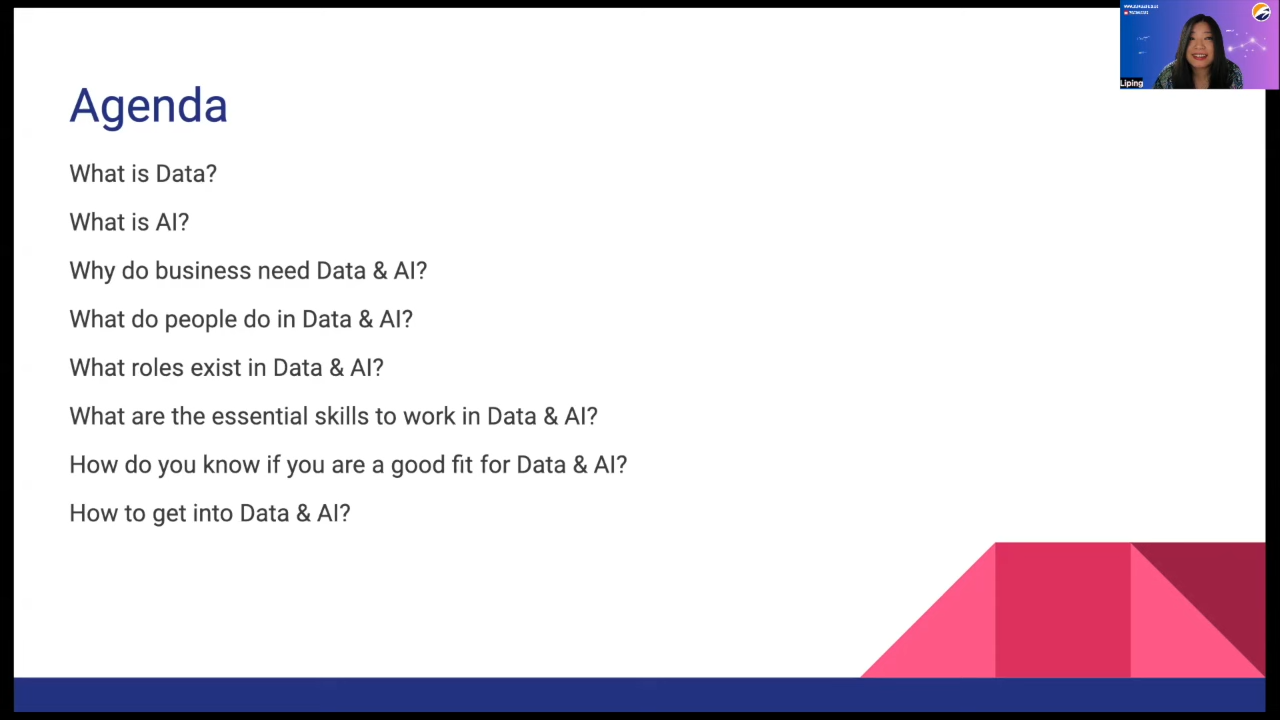 Agenda
What is Data?
What is AI?
Why do business need Data & AI?
What do people do in Data & AI?
What roles exist in Data & AI?
What are the essential skills to work in Data & AI?
How do you know if you are a good fit for Data & AI?
How to get into Data & AI?
Liping